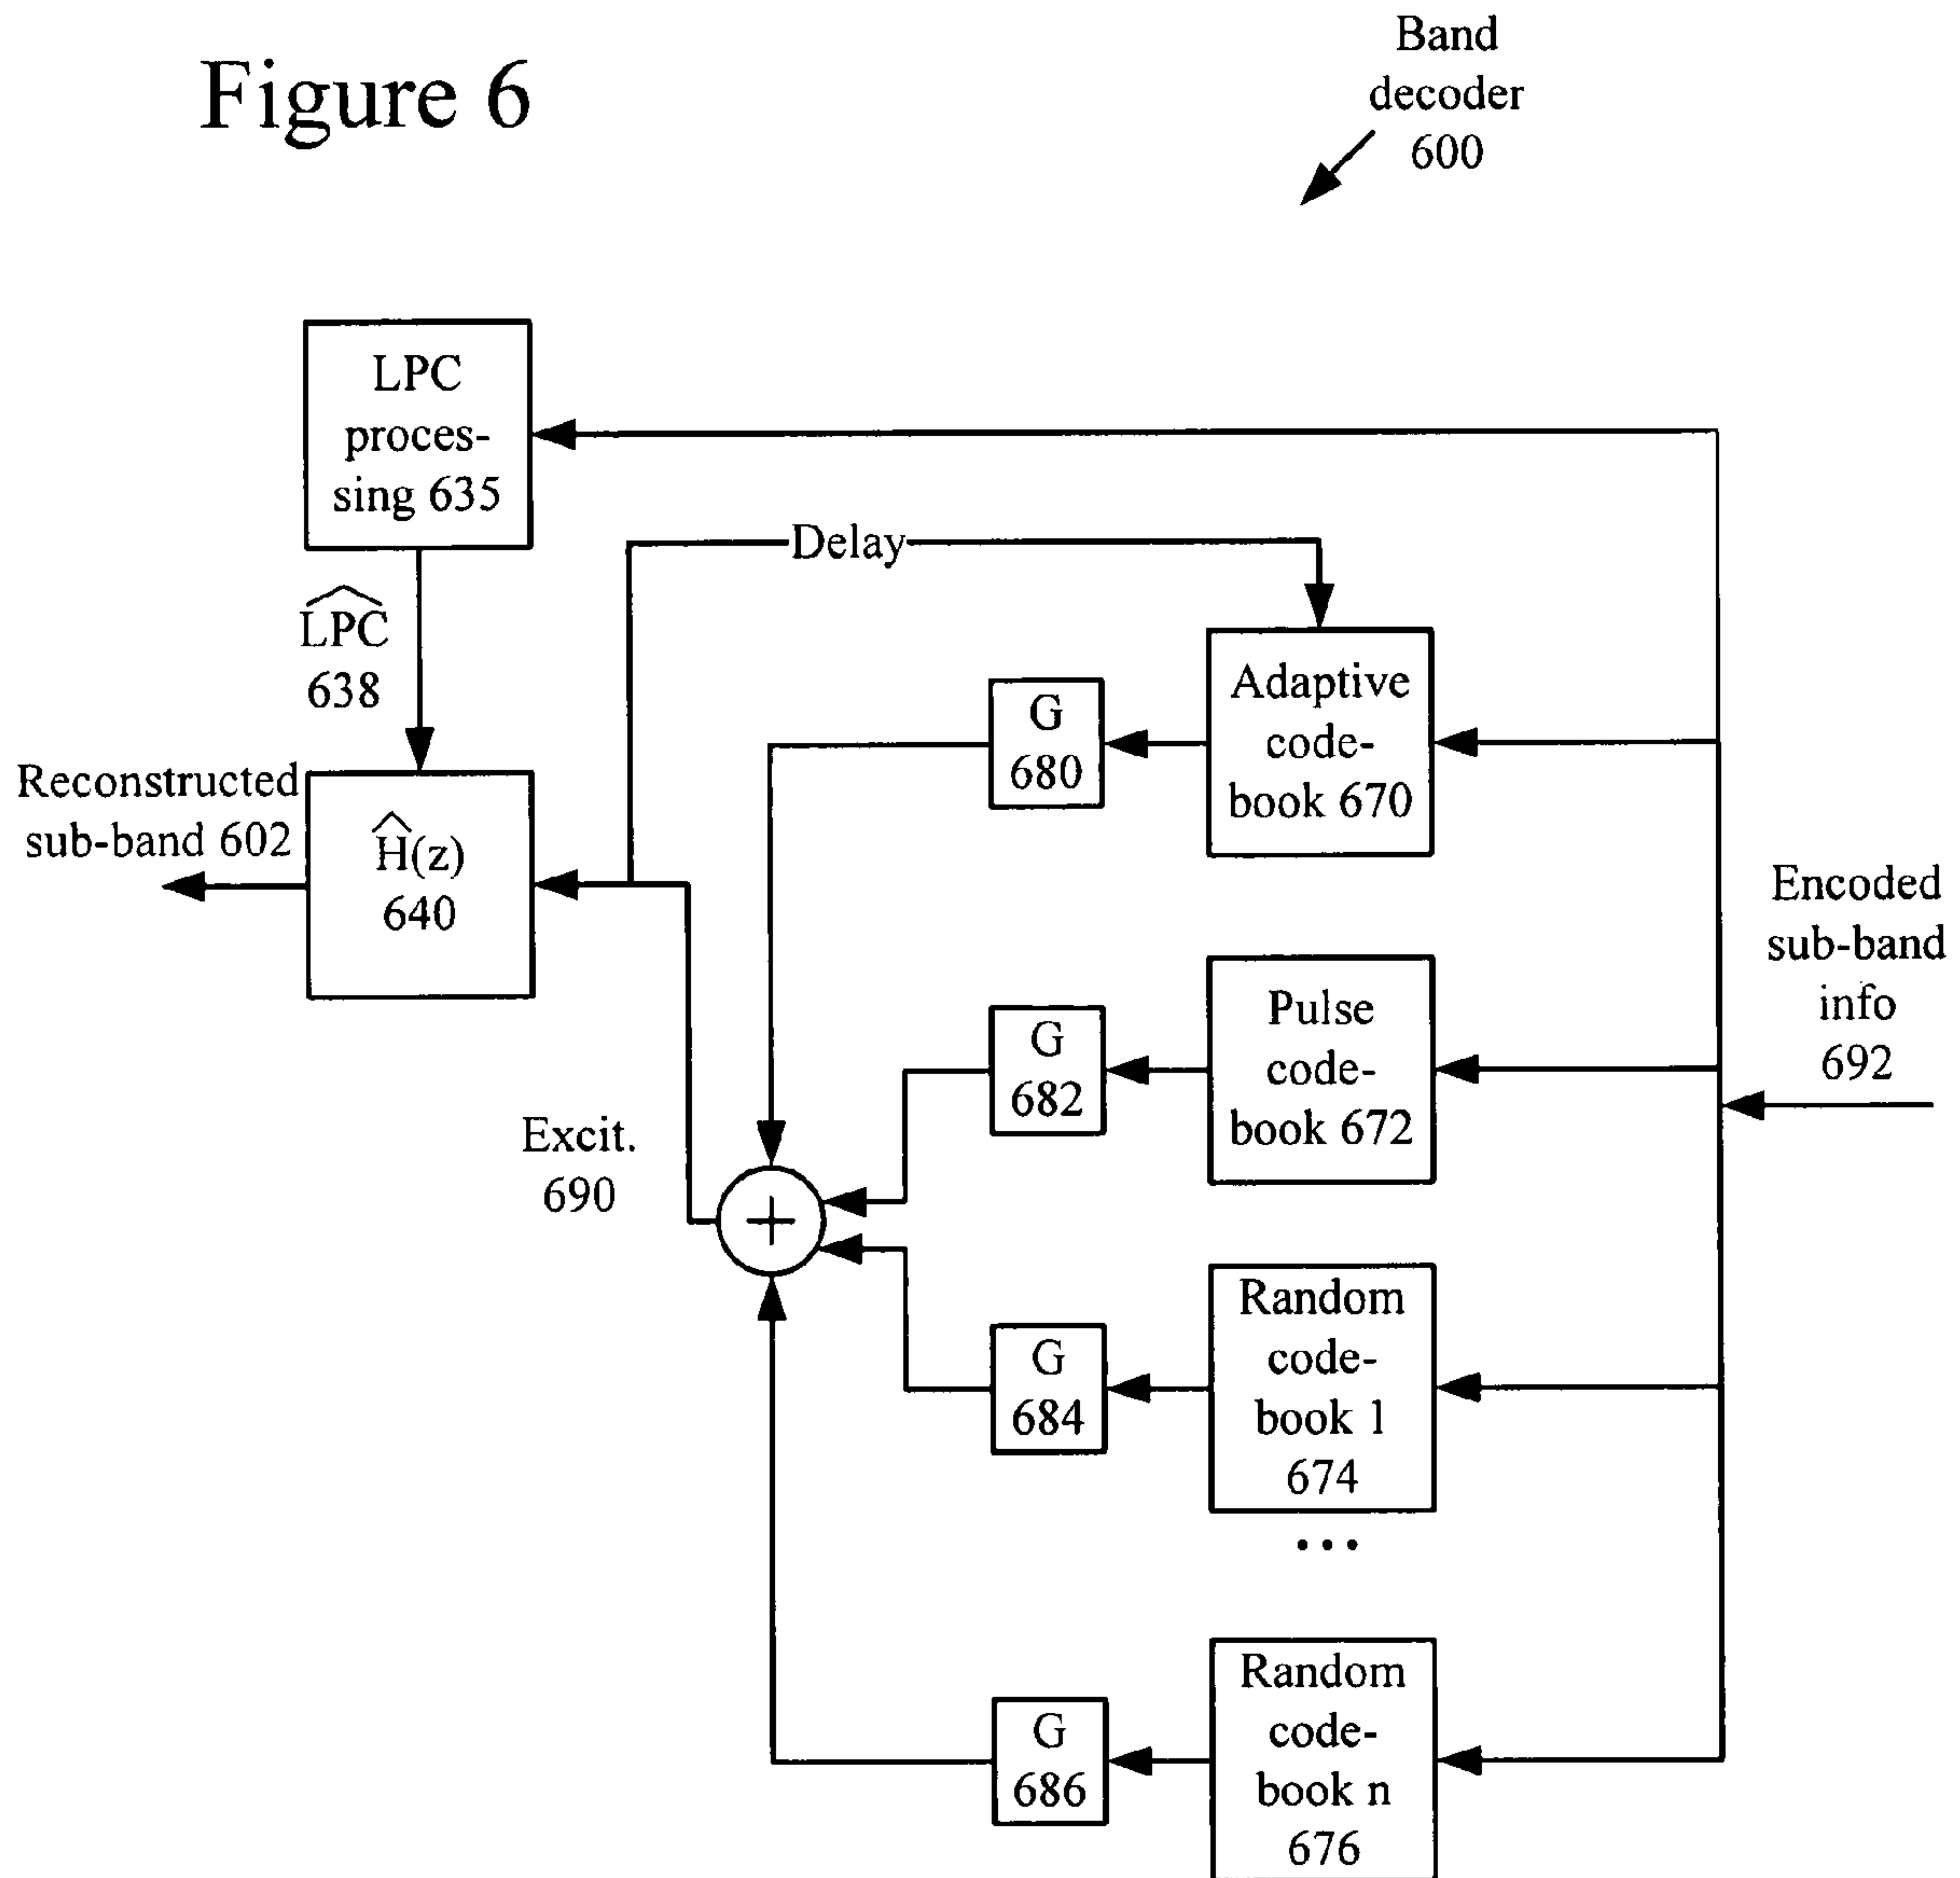 Figure 6
Band
decoder
600
LPC
proces-
sing 635
Delay
LPC
638
Adaptive
code-
book 670
G
680
Reconstructed
sub-band 602
Ĥ(z)
640
Encoded
sub-band
info
692
Pulse
code-
book 672
G
682
Excit.
690
+
Random
code-
book 1
674
G
684
...
Random
code-
book n
676
G
686